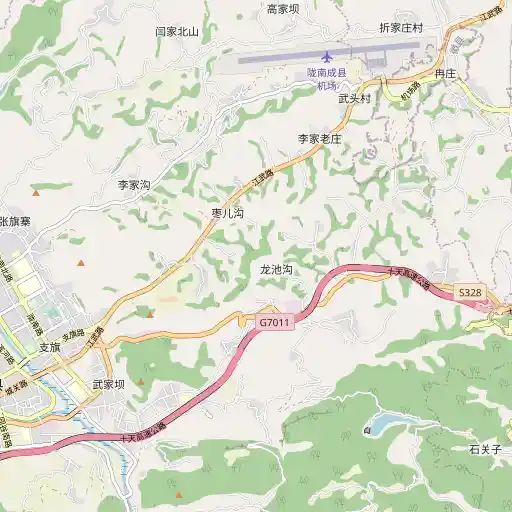 高家坝
江武路
闫家北山
折家庄村
陇南成县
机场
冉庄
机场路
武头村
李家老庄
江武路
李家沟
枣儿沟
张旗寨
龙池沟
十天高速公路
S328
G7011
支旗路
江武路
支旗
武家坝
十天高速公路
石关子